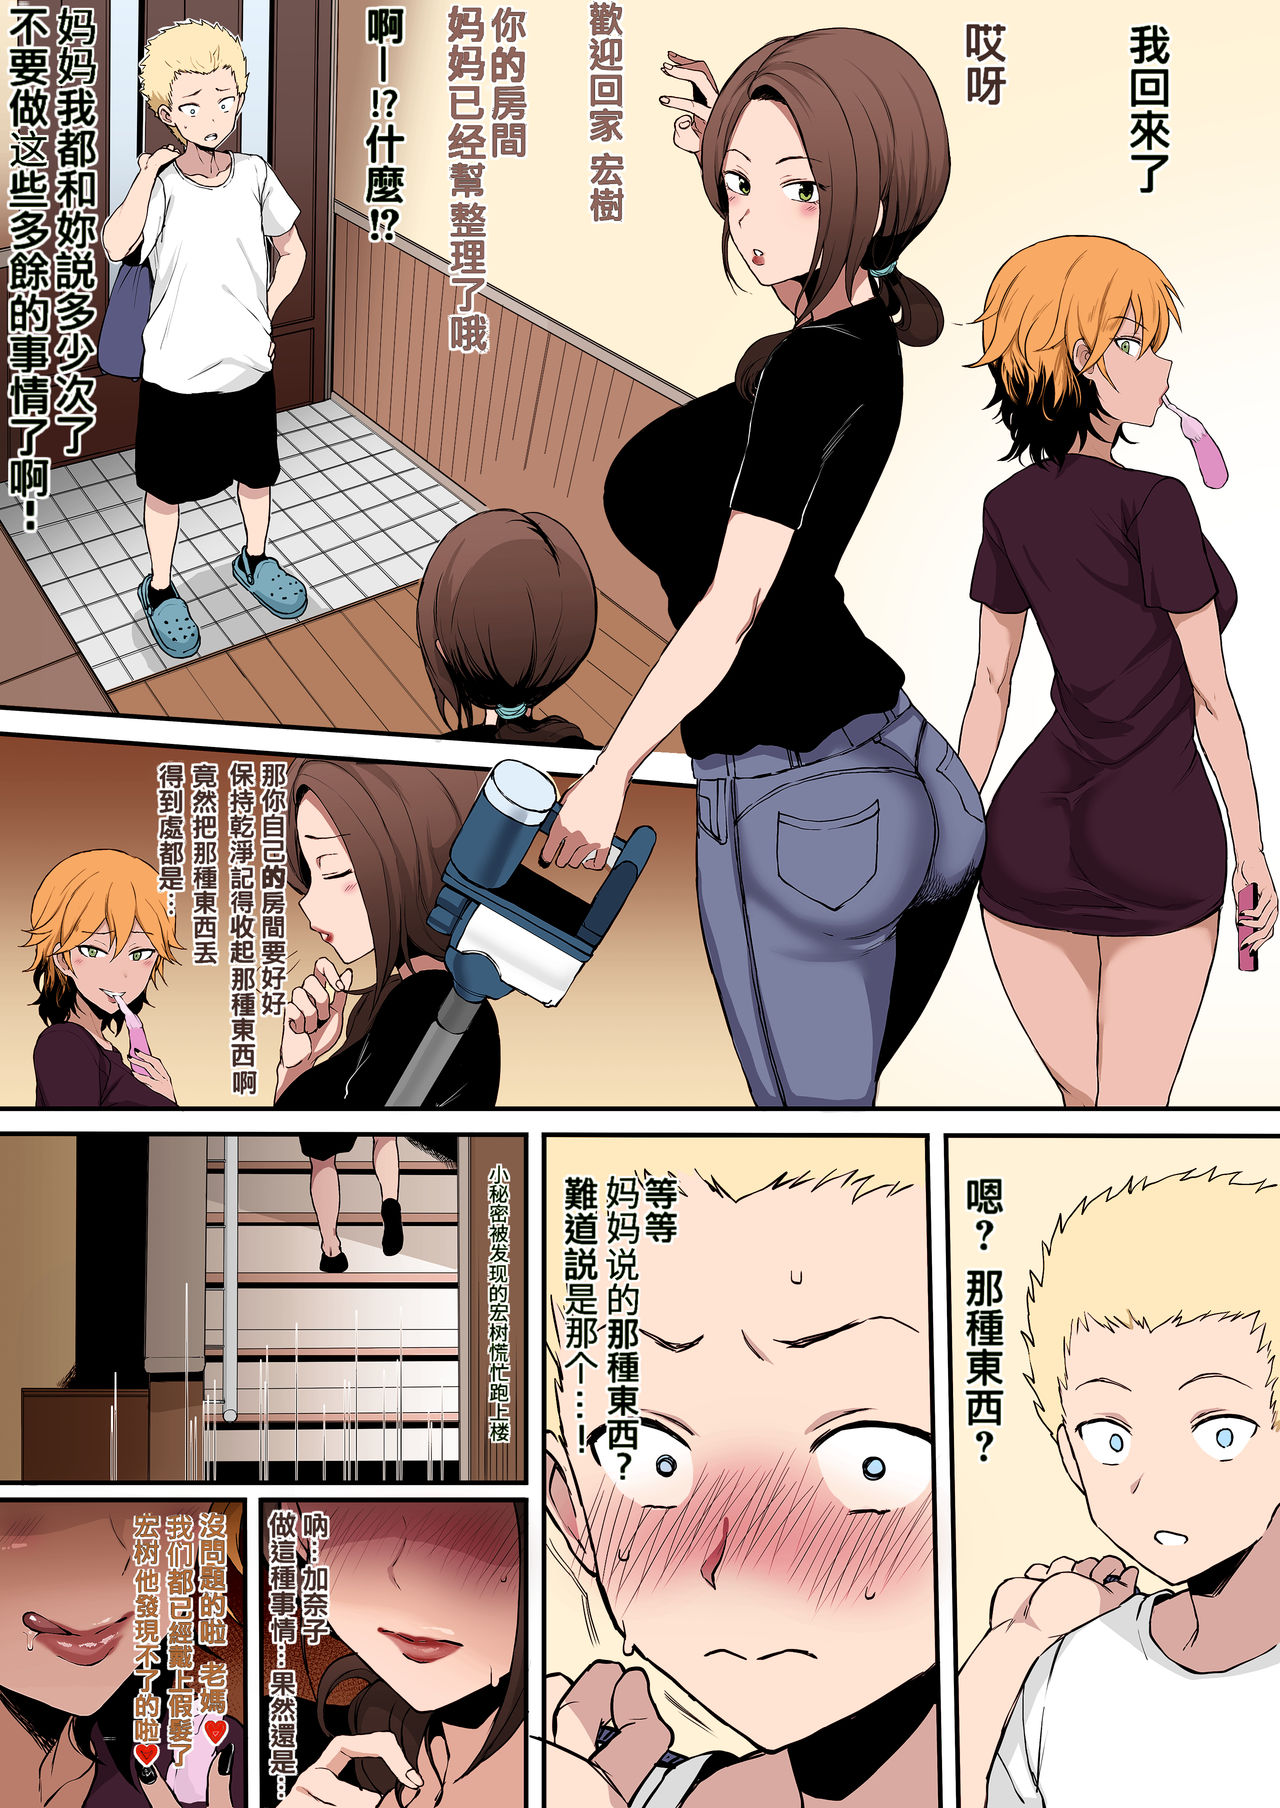 我回來了
哎呀
歡迎回家 宏樹
你的房間
妈妈已经幫整理了哦
啊ー!?什麼!?
妈妈我都和妳說多少次了
不要做这些多餘的事情了啊!
那你自己的房間要好好
保持乾淨記得收起那種東西啊
竟然把那種東西丢
得到處都是…
嗯？那種東西？
等等
妈妈说的那種東西？
難道説是那个…!
小秘密被发现的宏树慌忙跑上楼
呐…加奈子
做這種事情…果然還是…
沒問題的啦 老媽♥
我们都已經戴上假髮了
宏树他發現不了的啦♥